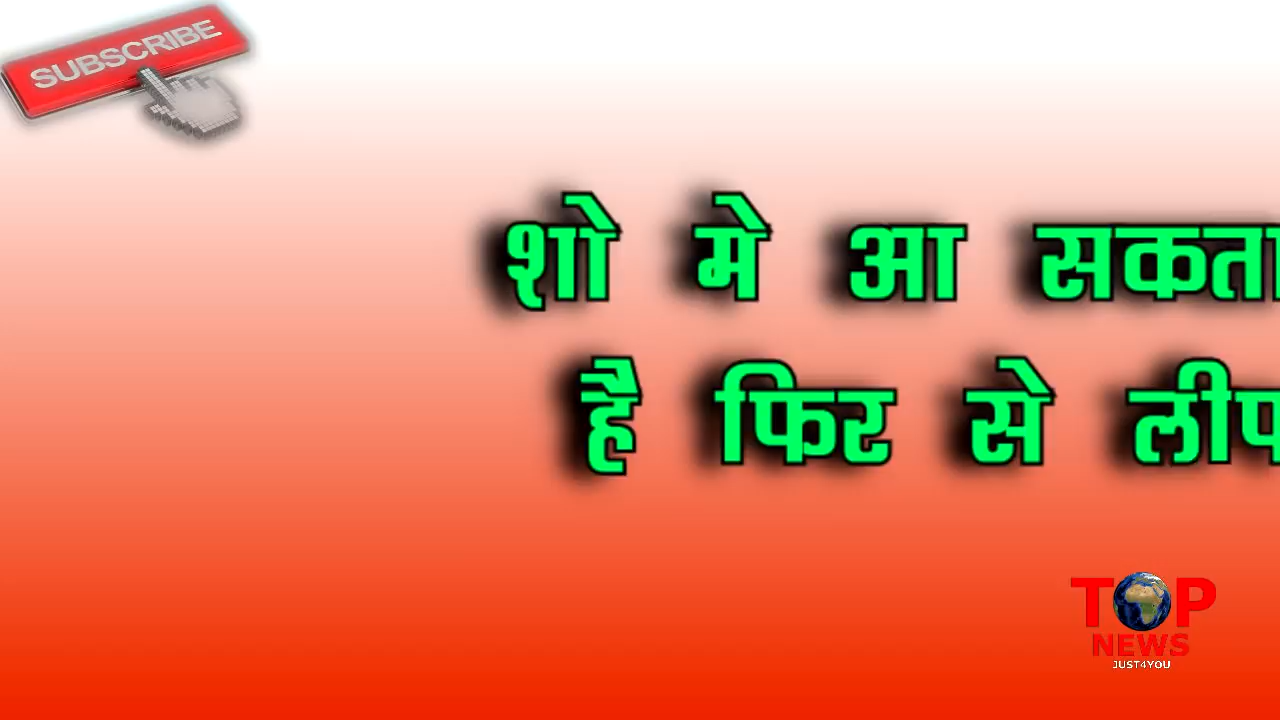 SUBSCRIBE
शो मे आ सकता
है फिर से लीप
TOP
NEWS
JUST4YOU